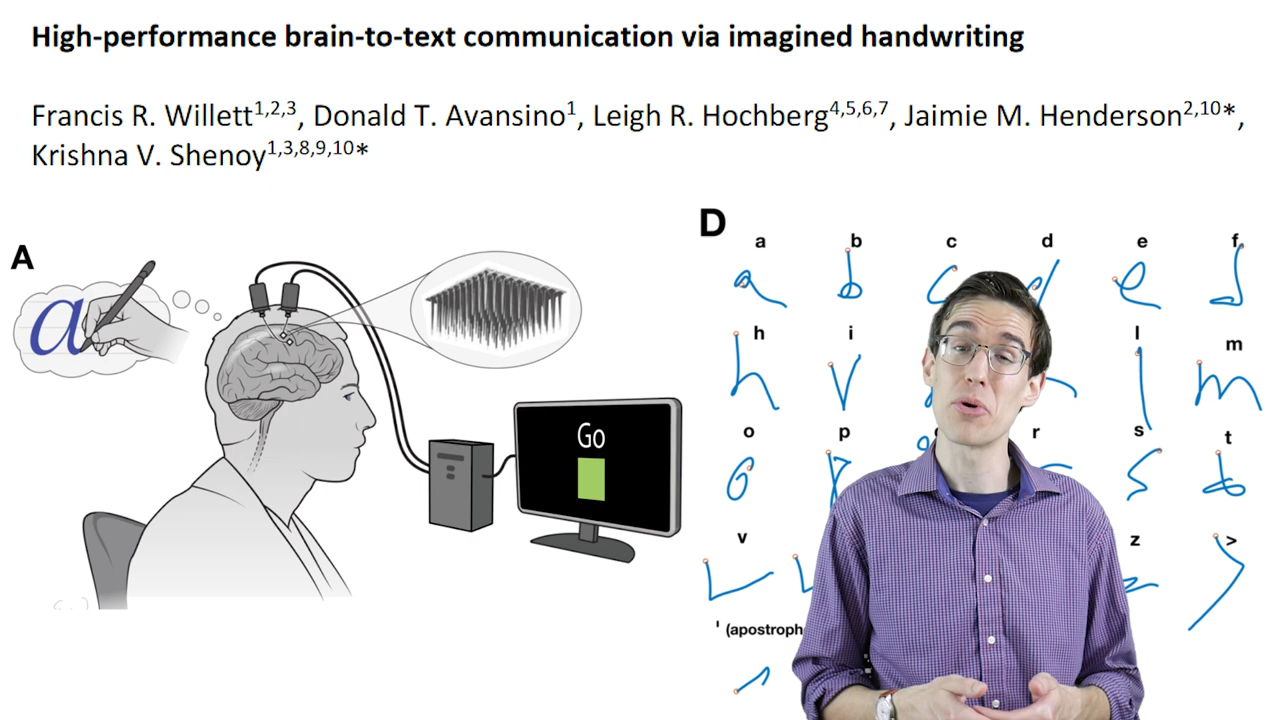 High-performance brain-to-text communication via imagined handwriting
Francis R. Willett1,2,3, Donald T. Avansino1, Leigh R. Hochberg4,5,6,7, Jaimie M. Henderson2,10*,
Krishna V. Shenoy1,3,8,9,10*
A
D
a
Go
a b c d e f
h i l m
o p r s t
v z >
' (apostroph